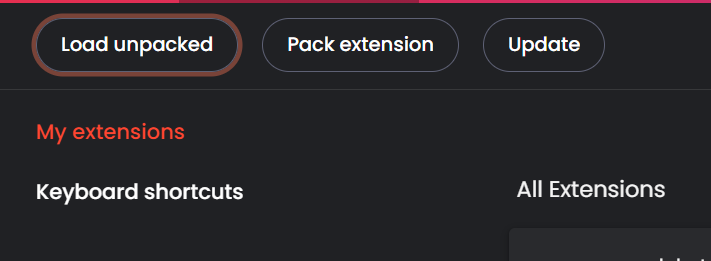 Load unpacked
Pack extension
Update
My extensions
Keyboard shortcuts
All Extensions